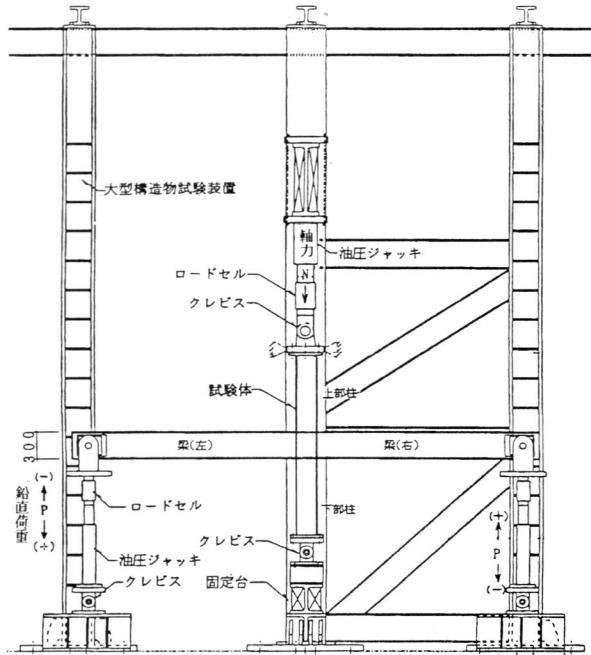 大型構造物試験装置
軸力
N
油圧ジャッキ
ロードセル
クレビス
試験体
上部柱
300
梁(左)
梁(右)
(-)
P
(+)
鉛直荷重
ロードセル
油圧ジャッキ
クレビス
クレビス
固定台
下部柱
(+)
P
(-)